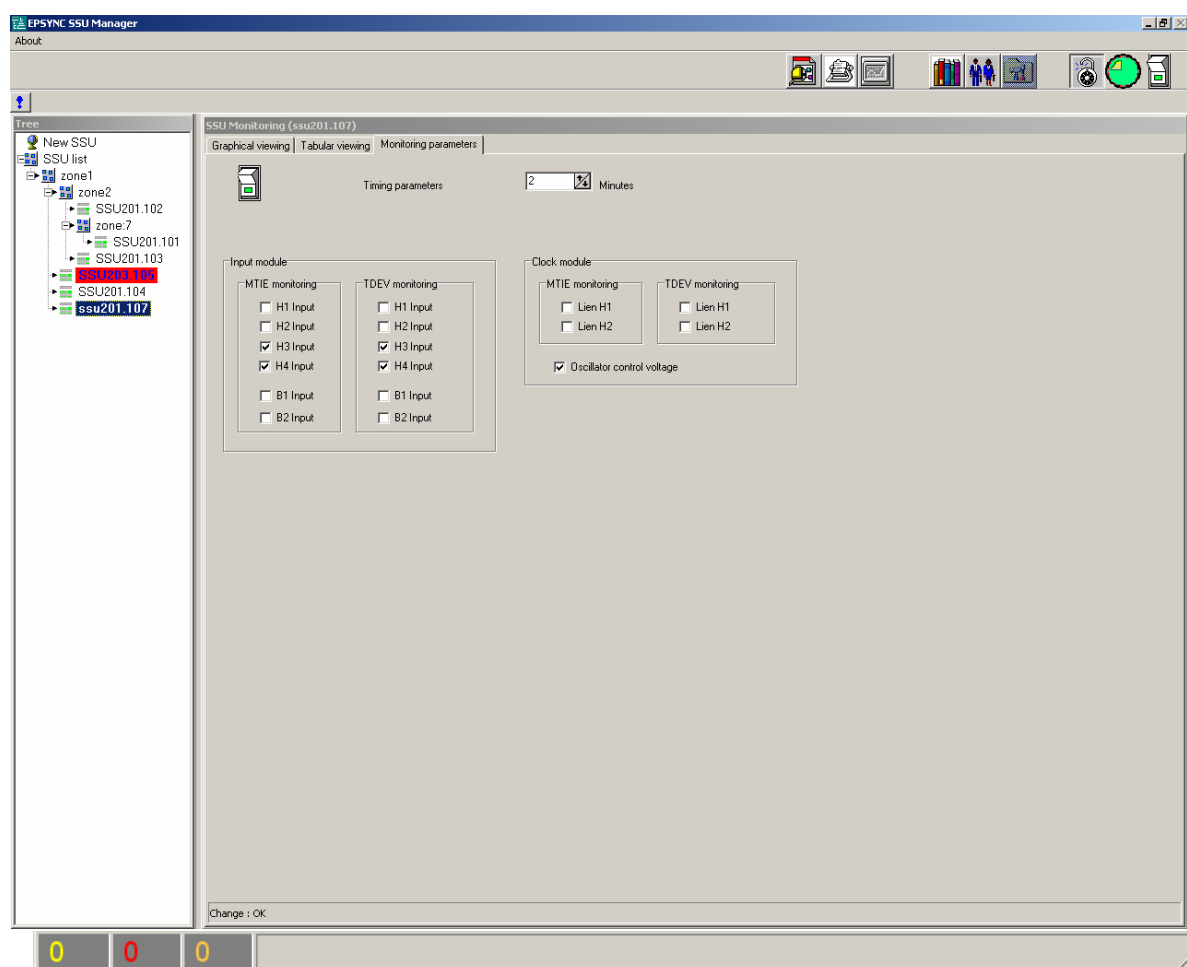 EPSYNC SSU Manager
About
Tree
New SSU
SSU list
zone1
zone2
SSU201.102
zone:7
SSU201.101
SSU201.103
SSU203.105
SSU201.104
ssu201.107
SSU Monitoring (ssu201.107)
Graphical viewing Tabular viewing Monitoring parameters
Timing parameters 2 Minutes
Input module
MTIE monitoring
H1 Input
H2 Input
H3 Input
H4 Input
B1 Input
B2 Input
TDEV monitoring
H1 Input
H2 Input
H3 Input
H4 Input
B1 Input
B2 Input
Clock module
MTIE monitoring
Lien H1
Lien H2
TDEV monitoring
Lien H1
Lien H2
Oscillator control voltage
Change : OK
0 0 0